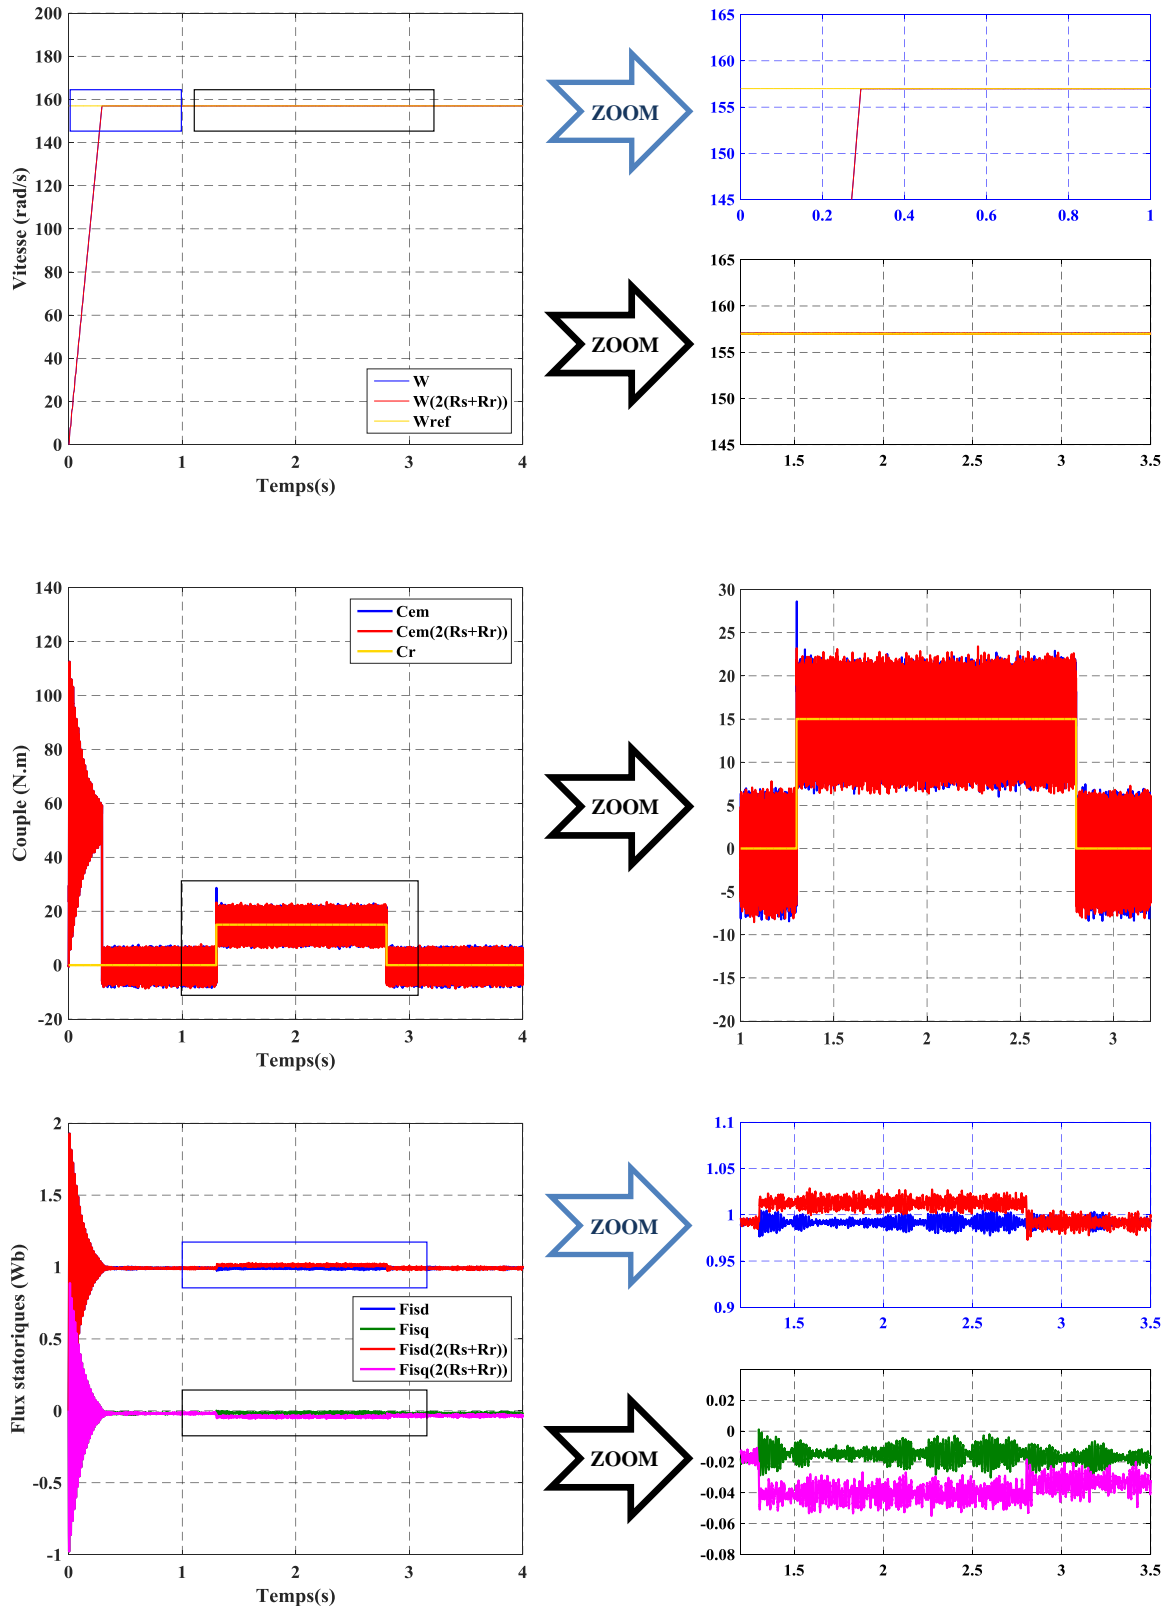 200
180
160
140
120
100
80
60
40
20
0
Vitesse (rad/s)
W
W(2(Rs+Rr))
Wref
0 1 2 3 4
Temps(s)
ZOOM
165
160
155
150
145
0 0.2 0.4 0.6 0.8 1
ZOOM
165
160
155
150
145
1.5 2 2.5 3 3.5
140
120
100
80
60
40
20
0
-20
Couple (N.m)
Cem
Cem(2(Rs+Rr))
Cr
0 1 2 3 4
Temps(s)
ZOOM
30
25
20
15
10
5
0
-5
-10
-15
-20
1 1.5 2 2.5 3
2
1.5
1
0.5
0
-0.5
-1
Flux statoriques (Wb)
Fisd
Fisq
Fisd(2(Rs+Rr))
Fisq(2(Rs+Rr))
0 1 2 3 4
Temps(s)
ZOOM
1.1
1.05
1
0.95
0.9
1.5 2 2.5 3 3.5
ZOOM
0.02
0
-0.02
-0.04
-0.06
-0.08
1.5 2 2.5 3 3.5